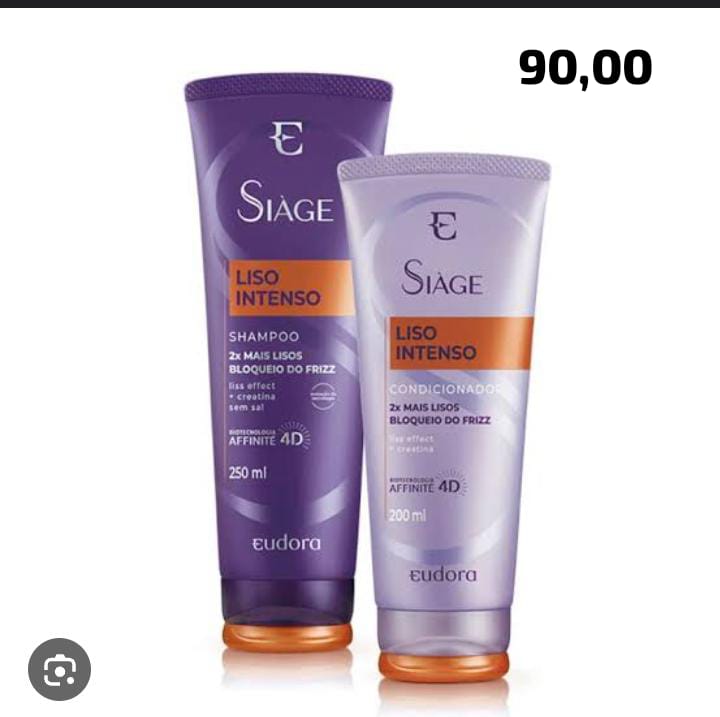 90,00
E
SIÀGE
LISO
INTENSO
SHAMPOO
2x MAIS LISOS
BLOQUEIO DO FRIZZ
liss effect
+ creatina
sem sal
BIOTECNOLOGIA
AFFINITÉ 4D
250 ml
eudora
E
SIÀGE
LISO
INTENSO
CONDICIONADOR
2x MAIS LISOS
BLOQUEIO DO FRIZZ
liss effect
+ creatina
BIOTECNOLOGIA
AFFINITÉ 4D
200 ml
eudora